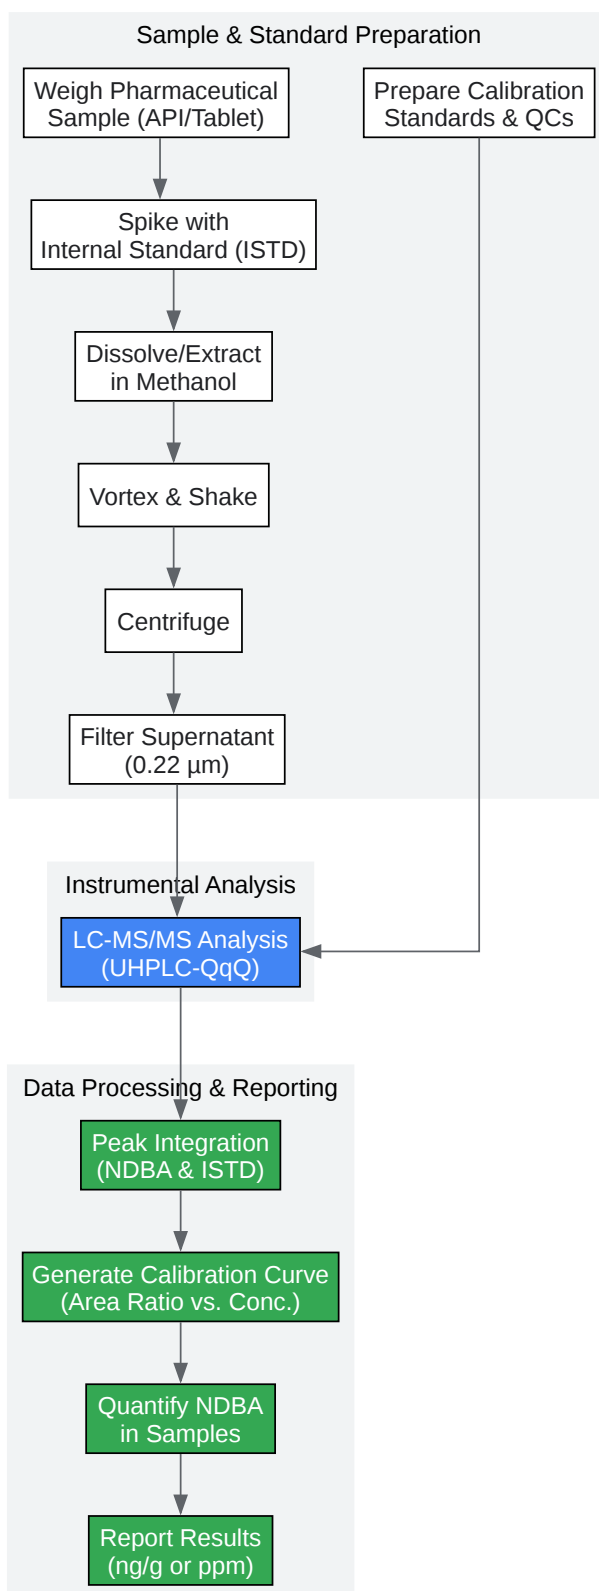 Sample & Standard Preparation
Weigh Pharmaceutical
Sample (API/Tablet)
Prepare Calibration
Standards & QCs
Spike with
Internal Standard (ISTD)
Dissolve/Extract
in Methanol
Vortex & Shake
Centrifuge
Filter Supernatant
(0.22 µm)
Instrumental Analysis
LC-MS/MS Analysis
(UHPLC-QqQ)
Data Processing & Reporting
Peak Integration
(NDBA & ISTD)
Generate Calibration Curve
(Area Ratio vs. Conc.)
Quantify NDBA
in Samples
Report Results
(ng/g or ppm)